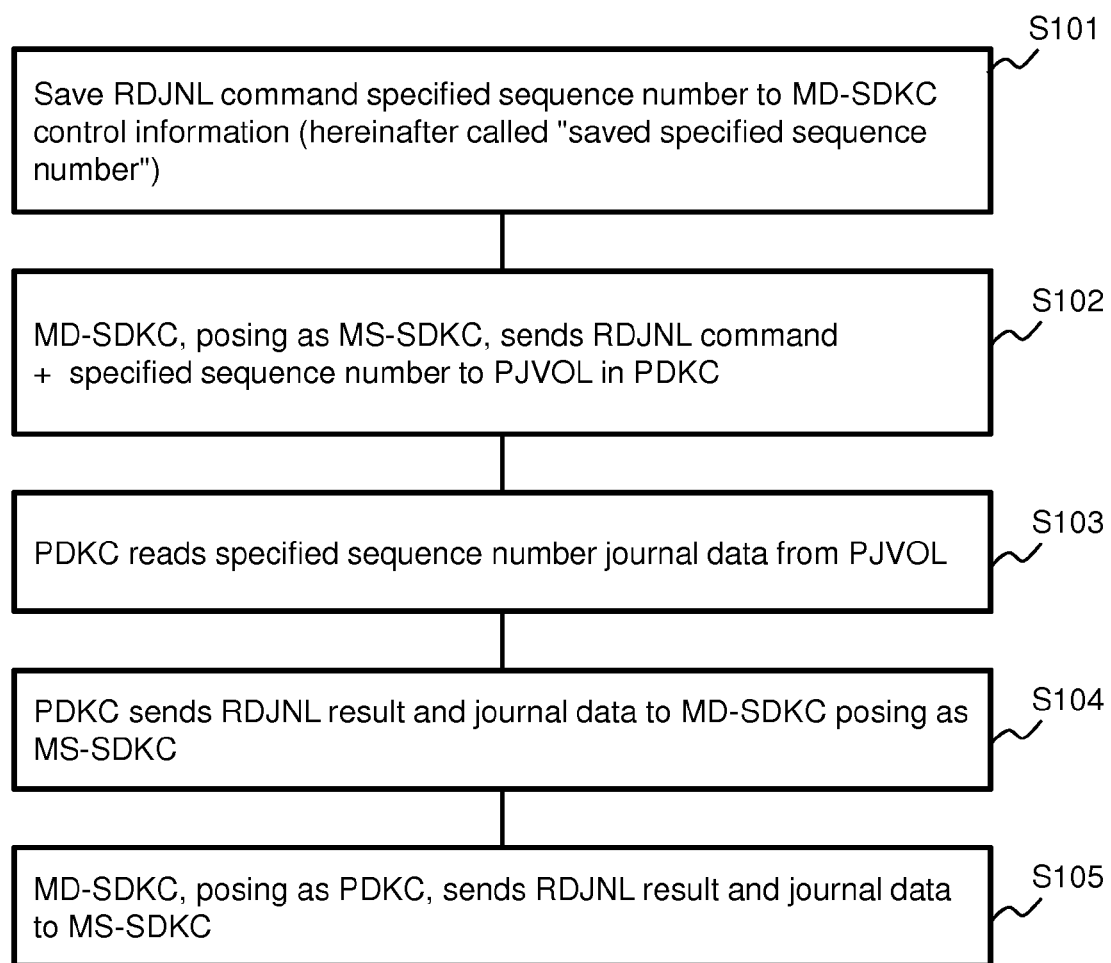 S101
Save RDJNL command specified sequence number to MD-SDKC
control information (hereinafter called "saved specified sequence
number")
S102
MD-SDKC, posing as MS-SDKC, sends RDJNL command
+ specified sequence number to PJVOL in PDKC
S103
PDKC reads specified sequence number journal data from PJVOL
S104
PDKC sends RDJNL result and journal data to MD-SDKC posing as
MS-SDKC
S105
MD-SDKC, posing as PDKC, sends RDJNL result and journal data
to MS-SDKC